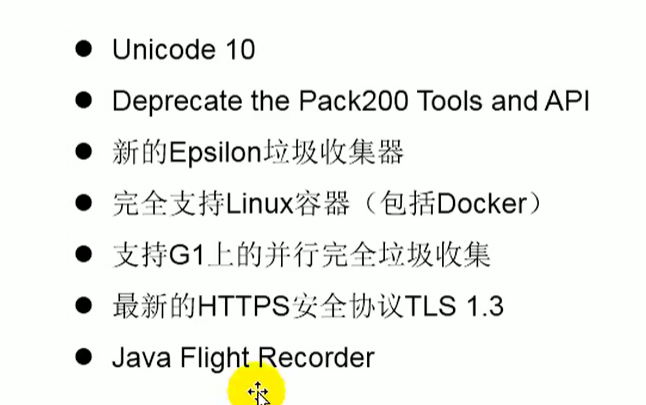 ● Unicode 10
● Deprecate the Pack200 Tools and API
● 新的Epsilon垃圾收集器
● 完全支持Linux容器（包括Docker）
● 支持G1上的并行完全垃圾收集
● 最新的HTTPS安全协议TLS 1.3
● Java Flight Recorder